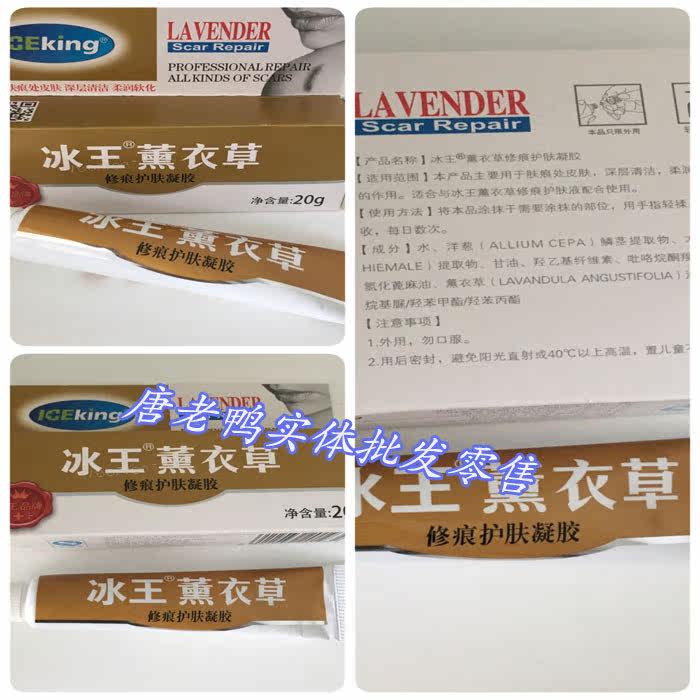 ICEking®
LAVENDER
Scar Repair
PROFESSIONAL REPAIR
ALL KINDS OF SCARS
肤痕处皮肤 深层清洁 柔润软化
冰王®薰衣草
修痕护肤凝胶
净含量:20g
冰王®薰衣草
修痕护肤凝胶
LAVENDER
Scar Repair
本品只限外用
【产品名称】冰王®薰衣草修痕护肤凝胶
【适用范围】本产品主要用于肤痕处皮肤，深层清洁，柔润
的作用。适合与冰王薰衣草修痕护肤液配合使用。
【使用方法】将本品涂抹于需要涂抹的部位，用手指轻揉
收，每日数次。
【成分】水、洋葱（ALLIUM CEPA）鳞茎提取物、
HIEMALE）提取物、甘油、羟乙基纤维素、吡咯烷酮
氢化蓖麻油、薰衣草（LAVANDULA ANGUSTIFOLIA）
烷基脲/羟苯甲酯/羟苯丙酯
【注意事项】
1.外用，勿口服。
2.用后密封，避免阳光直射或40℃以上高温，置儿童
ICEking
LAVENDER
冰王®薰衣草
修痕护肤凝胶
净含量:20
冰王®薰衣草
修痕护肤凝胶
冰王®薰衣草
修痕护肤凝胶
唐老鸭实体批发零售